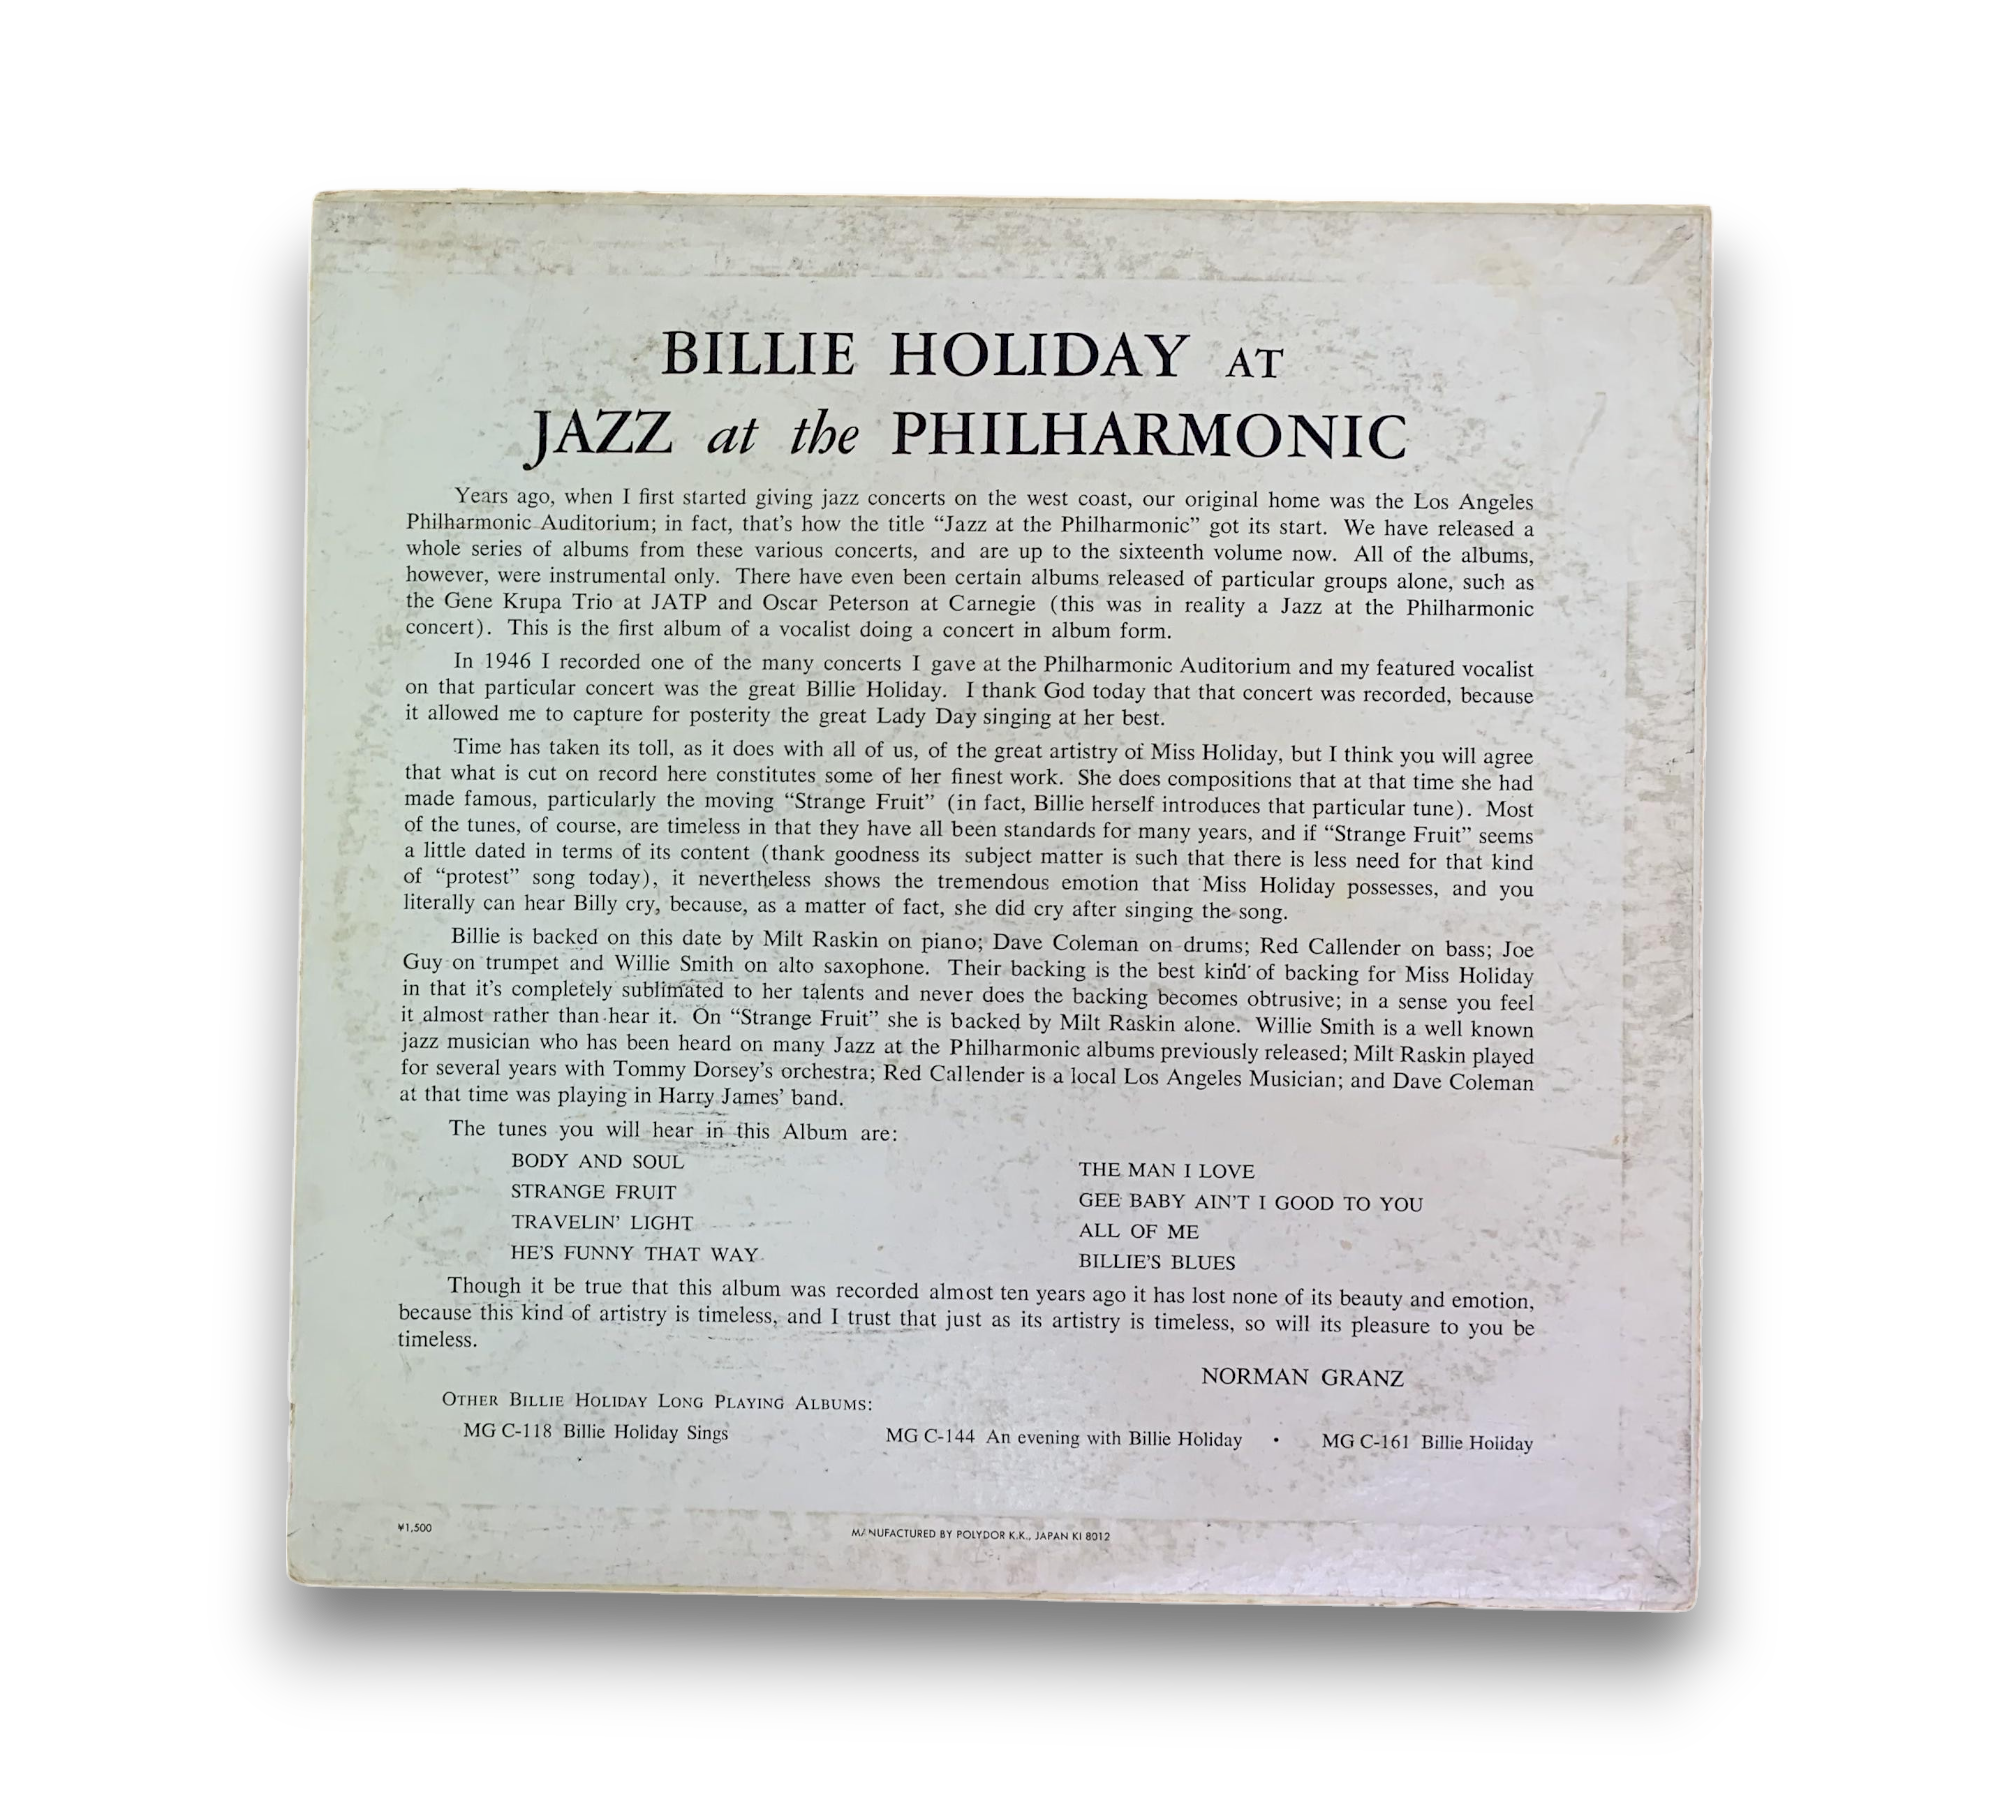 BILLIE HOLIDAY AT
JAZZ at the PHILHARMONIC
Years ago, when I first started giving jazz concerts on the west coast, our original home was the Los Angeles
Philharmonic Auditorium; in fact, that's how the title “Jazz at the Philharmonic” got its start. We have released a
whole series of albums from these various concerts, and are up to the sixteenth volume now. All of the albums,
however, were instrumental only. There have even been certain albums released of particular groups alone, such as
the Gene Krupa Trio at JATP and Oscar Peterson at Carnegie (this was in reality a Jazz at the Philharmonic
concert). This is the first album of a vocalist doing a concert in album form.
In 1946 I recorded one of the many concerts I gave at the Philharmonic Auditorium and my featured vocalist
on that particular concert was the great Billie Holiday. I thank God today that that concert was recorded, because
it allowed me to capture for posterity the great Lady Day singing at her best.
Time has taken its toll, as it does with all of us, of the great artistry of Miss Holiday, but I think you will agree
that what is cut on record here constitutes some of her finest work. She does compositions that at that time she had
made famous, particularly the moving “Strange Fruit” (in fact, Billie herself introduces that particular tune). Most
of the tunes, of course, are timeless in that they have all been standards for many years, and if “Strange Fruit” seems
a little dated in terms of its content (thank goodness its subject matter is such that there is less need for that kind
of “protest” song today), it nevertheless shows the tremendous emotion that Miss Holiday possesses, and you
literally can hear Billy cry, because, as a matter of fact, she did cry after singing the song.
Billie is backed on this date by Milt Raskin on piano; Dave Coleman on drums; Red Callender on bass; Joe
Guy on trumpet and Willie Smith on alto saxophone. Their backing is the best kind of backing for Miss Holiday
in that it's completely sublimated to her talents and never does the backing becomes obtrusive; in a sense you feel
it almost rather than hear it. On “Strange Fruit” she is backed by Milt Raskin alone. Willie Smith is a well known
jazz musician who has been heard on many Jazz at the Philharmonic albums previously released; Milt Raskin played
for several years with Tommy Dorsey's orchestra; Red Callender is a local Los Angeles Musician; and Dave Coleman
at that time was playing in Harry James' band.
The tunes you will hear in this Album are:
BODY AND SOUL
STRANGE FRUIT
TRAVELIN' LIGHT
HE'S FUNNY THAT WAY
THE MAN I LOVE
GEE BABY AIN'T I GOOD TO YOU
ALL OF ME
BILLIE'S BLUES
Though it be true that this album was recorded almost ten years ago it has lost none of its beauty and emotion,
because this kind of artistry is timeless, and I trust that just as its artistry is timeless, so will its pleasure to you be
timeless.
NORMAN GRANZ
OTHER BILLIE HOLIDAY LONG PLAYING ALBUMS:
MG C-118 Billie Holiday Sings MG C-144 An evening with Billie Holiday • MG C-161 Billie Holiday
¥1,500 MANUFACTURED BY POLYDOR K.K., JAPAN KI 8012